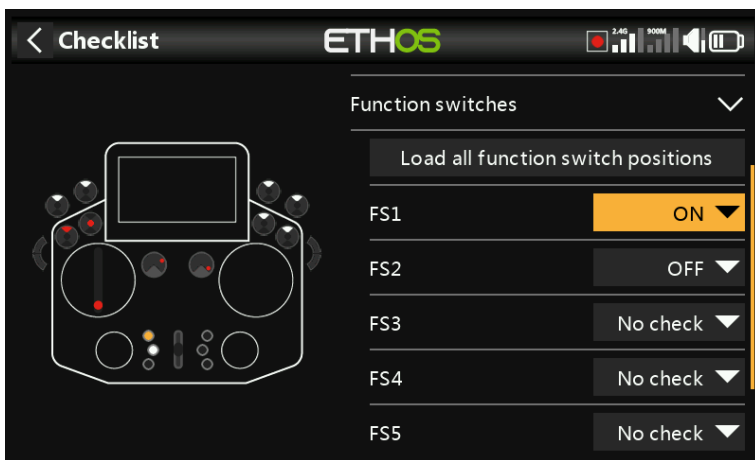 Checklist
ETHOS
2.4G
900M
Function switches
Load all function switch positions
FS1
ON
FS2
OFF
FS3
No check
FS4
No check
FS5
No check